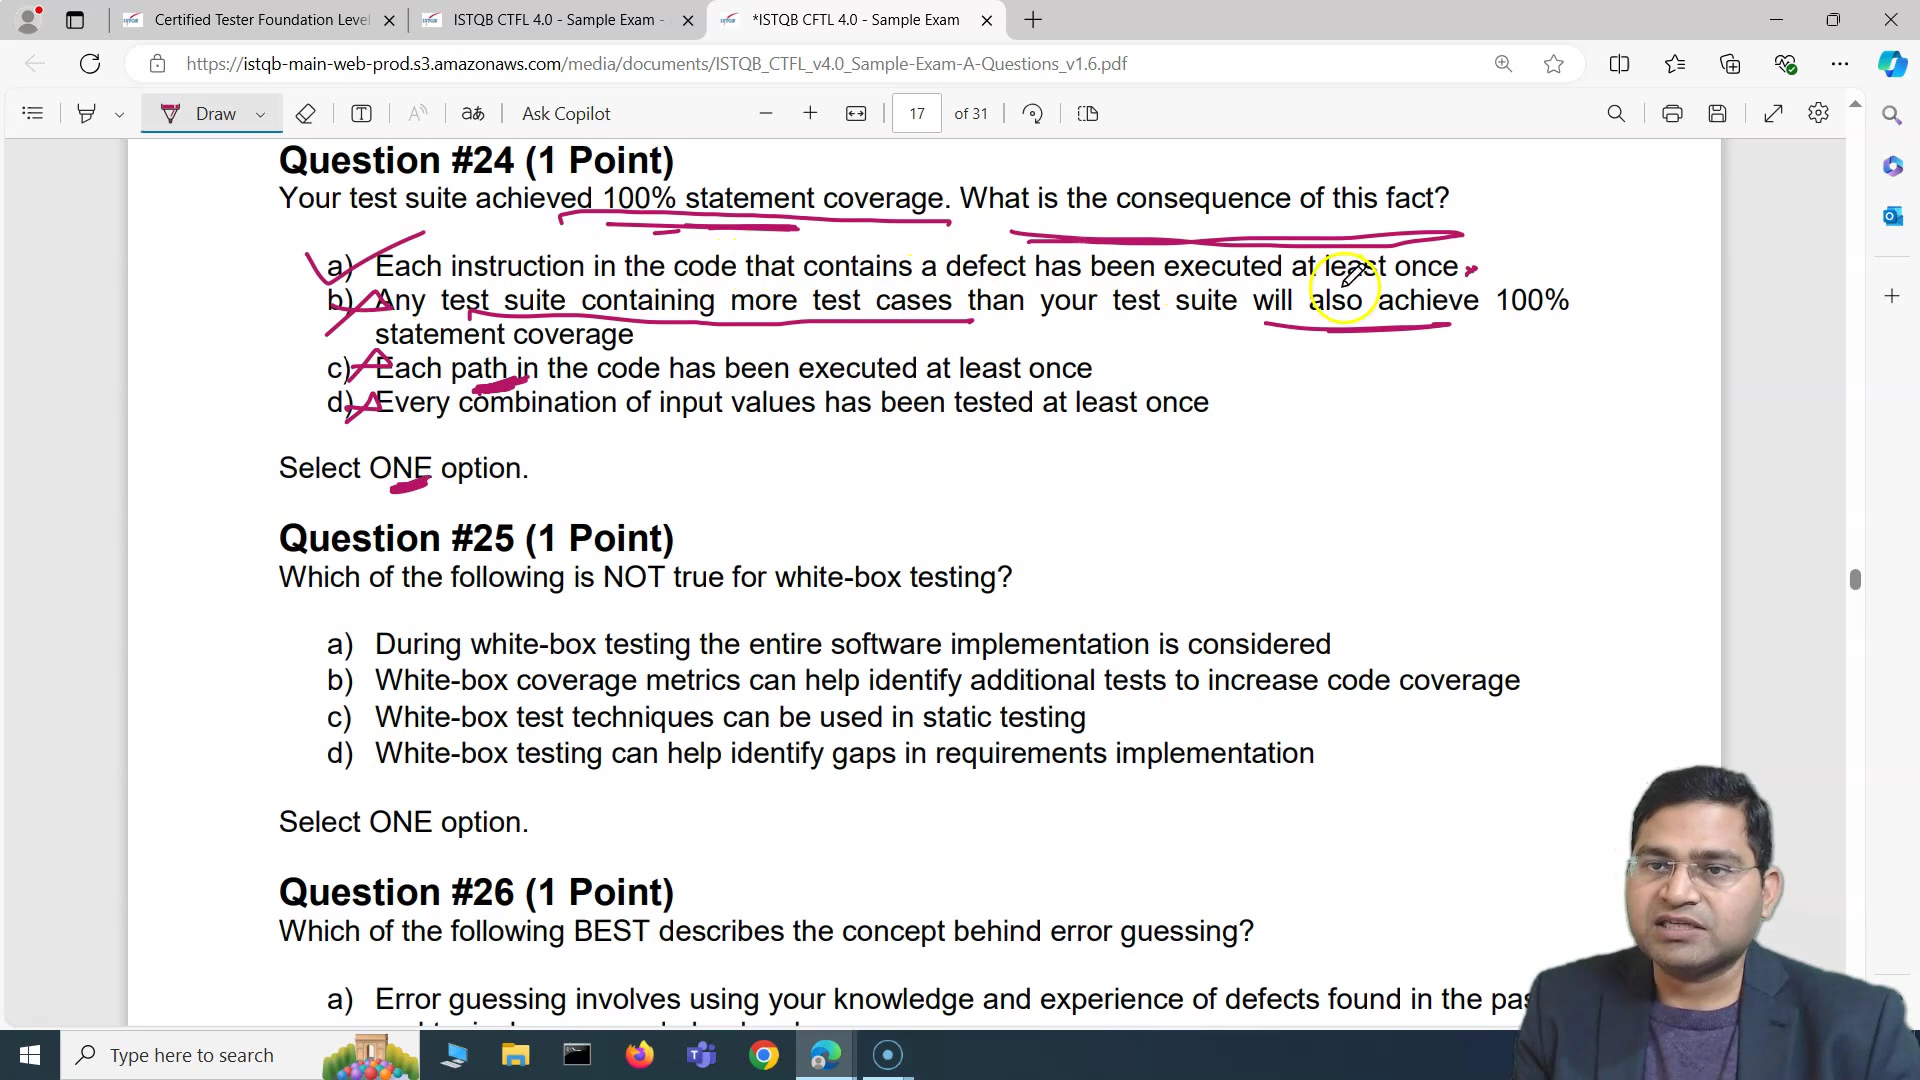 Certified Tester Foundation Level
ISTQB CTFL 4.0 - Sample Exam -
*ISTQB CFTL 4.0 - Sample Exam
https://istqb-main-web-prod.s3.amazonaws.com/media/documents/ISTQB_CTFL_v4.0_Sample-Exam-A-Questions_v1.6.pdf
Draw
Ask Copilot
17 of 31
Question #24 (1 Point)
Your test suite achieved 100% statement coverage. What is the consequence of this fact?
a) Each instruction in the code that contains a defect has been executed at least once
b) Any test suite containing more test cases than your test suite will also achieve 100%
statement coverage
c) Each path in the code has been executed at least once
d) Every combination of input values has been tested at least once
Select ONE option.
Question #25 (1 Point)
Which of the following is NOT true for white-box testing?
a) During white-box testing the entire software implementation is considered
b) White-box coverage metrics can help identify additional tests to increase code coverage
c) White-box test techniques can be used in static testing
d) White-box testing can help identify gaps in requirements implementation
Select ONE option.
Question #26 (1 Point)
Which of the following BEST describes the concept behind error guessing?
a) Error guessing involves using your knowledge and experience of defects found in the pas
Type here to search